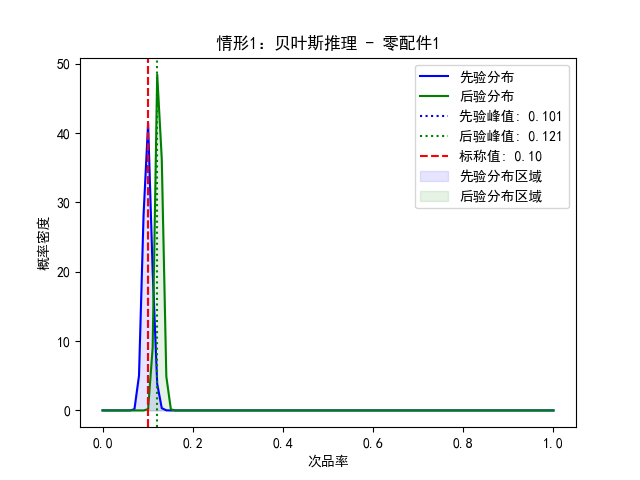 情形1: 贝叶斯推理 - 零配件1
概率密度
50
40
30
20
10
0
0.0
0.2
0.4
0.6
0.8
1.0
次品率
先验分布
后验分布
先验峰值: 0.101
后验峰值: 0.121
标称值: 0.10
先验分布区域
后验分布区域